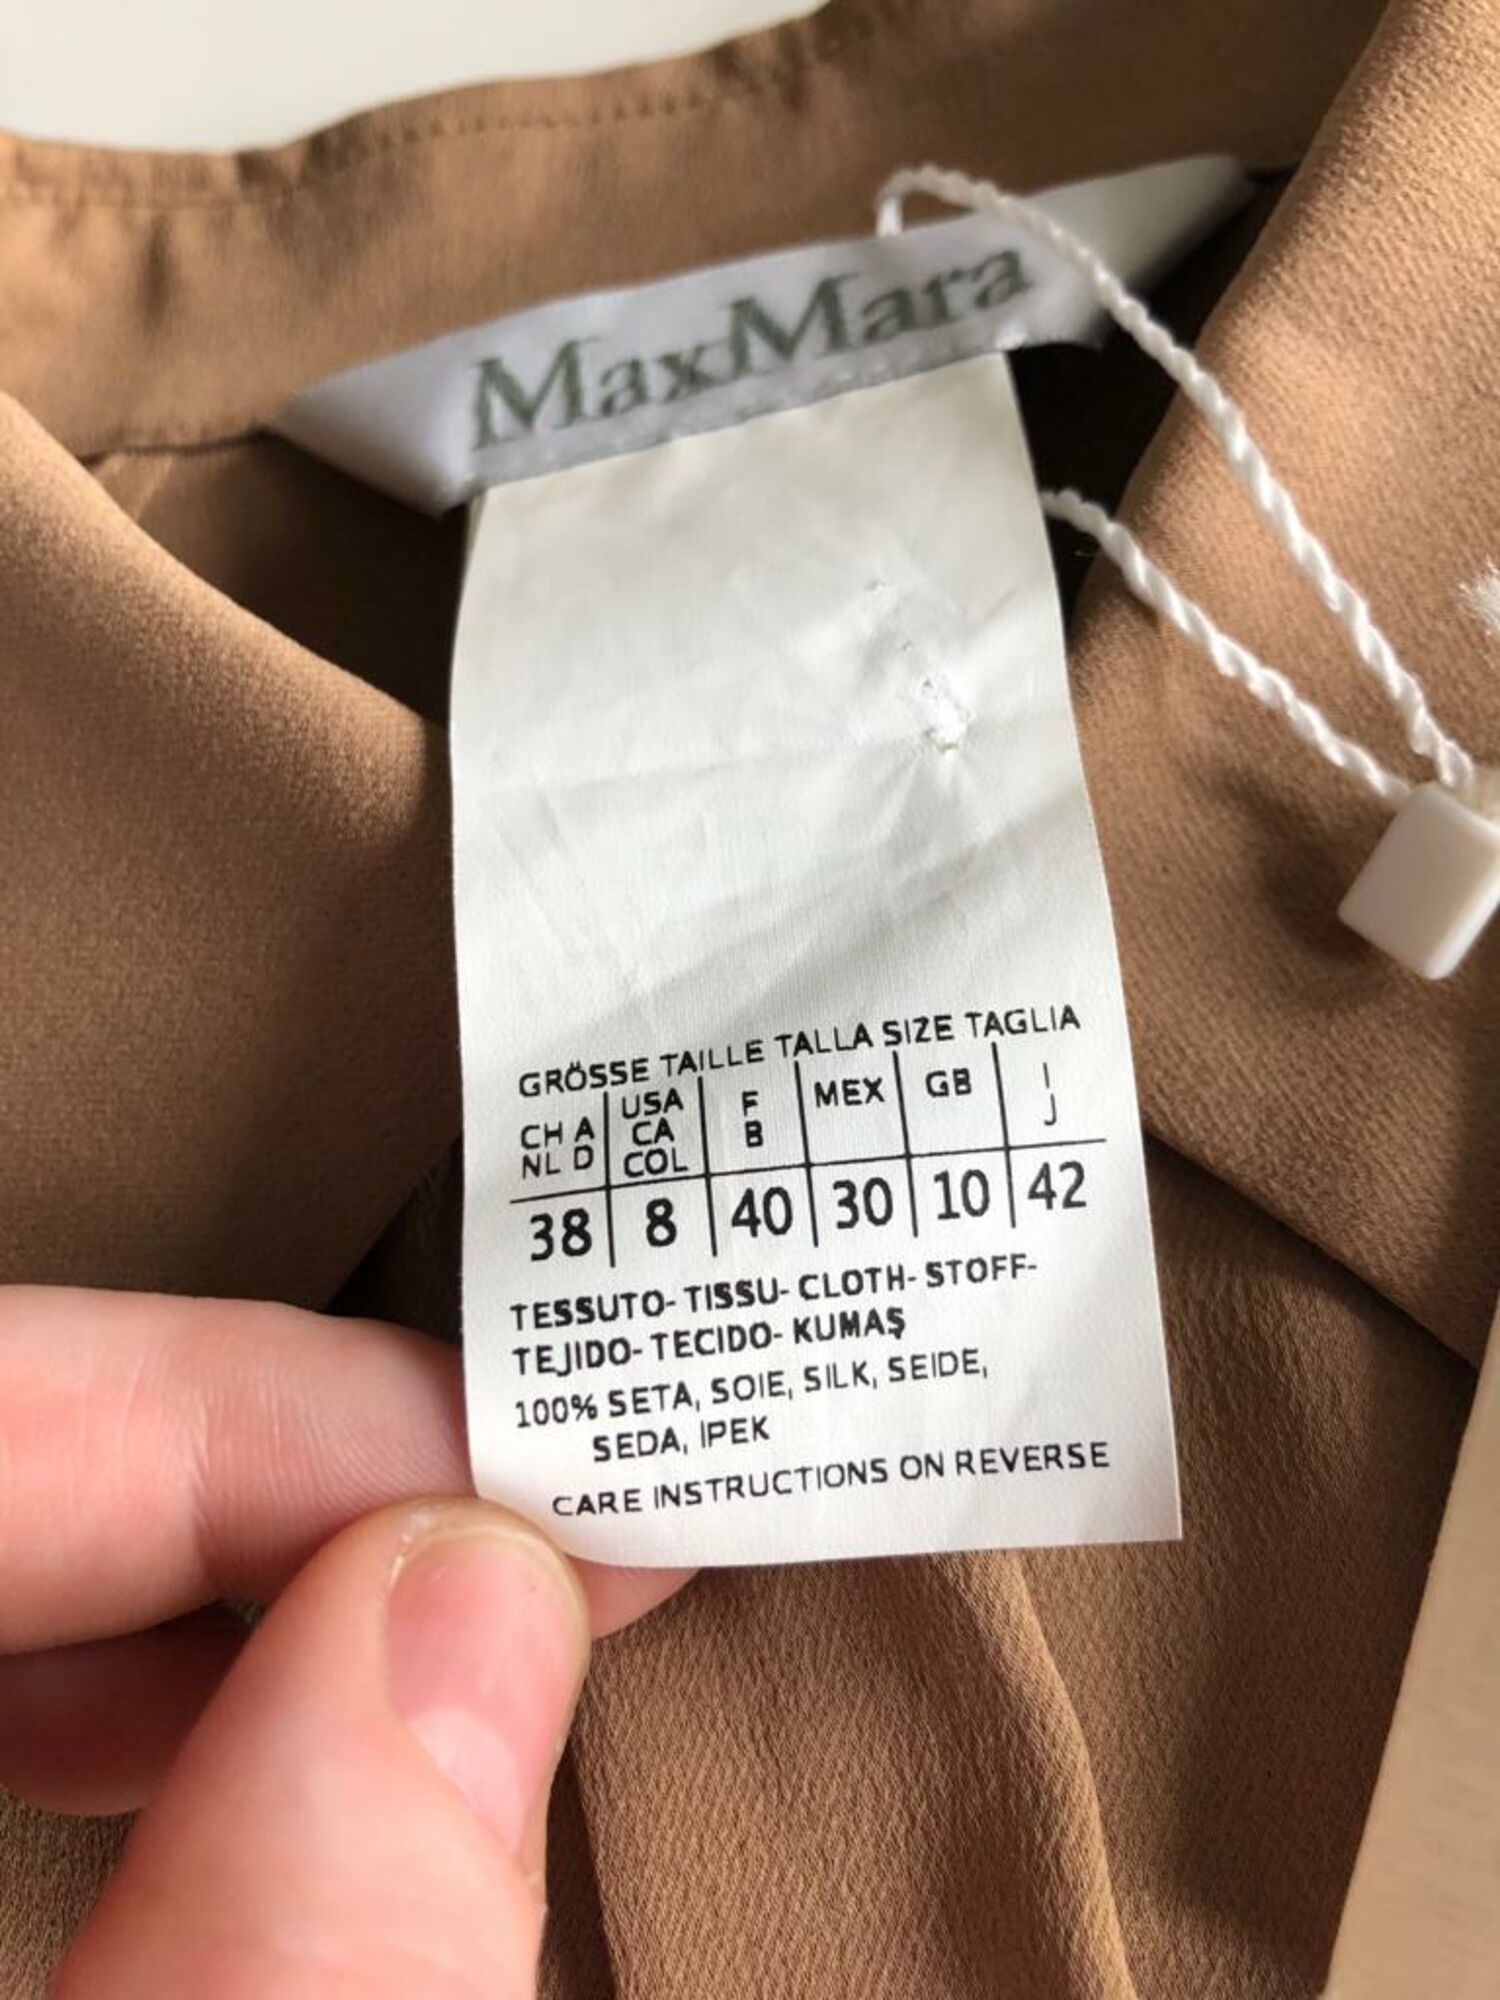 MaxMara
GRÖSSE TAILLE TALLA SIZE TAGLIA
CH A NL D | USA CA COL | F B | MEX | GB | I J
38 | 8 | 40 | 30 | 10 | 42
TESSUTO- TISSU- CLOTH- STOFF-
TEJIDO- TECIDO- KUMAŞ
100% SETA, SOIE, SILK, SEIDE,
SEDA, İPEK
CARE INSTRUCTIONS ON REVERSE